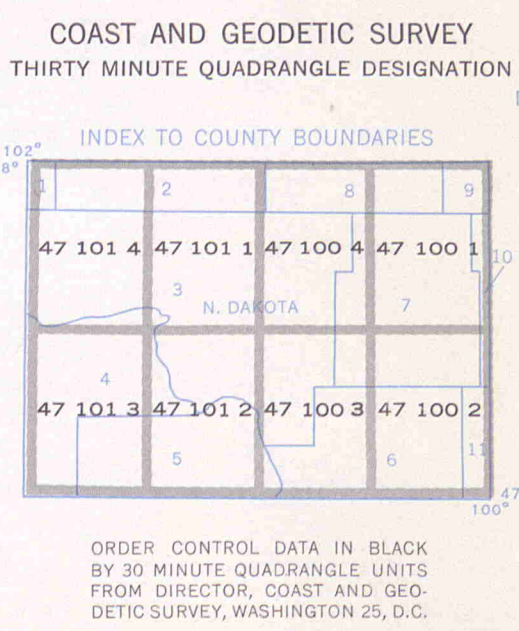 COAST AND GEODETIC SURVEY
THIRTY MINUTE QUADRANGLE DESIGNATION
INDEX TO COUNTY BOUNDARIES
102°
8°
1 2 8 9
47 101 4 47 101 1 47 100 4 47 100 1
10
3
N. DAKOTA 7
4
47 101 3 47 101 2 47 100 3 47 100 2
5 6 11
47
100°
ORDER CONTROL DATA IN BLACK
BY 30 MINUTE QUADRANGLE UNITS
FROM DIRECTOR, COAST AND GEO-
DETIC SURVEY, WASHINGTON 25, D.C.